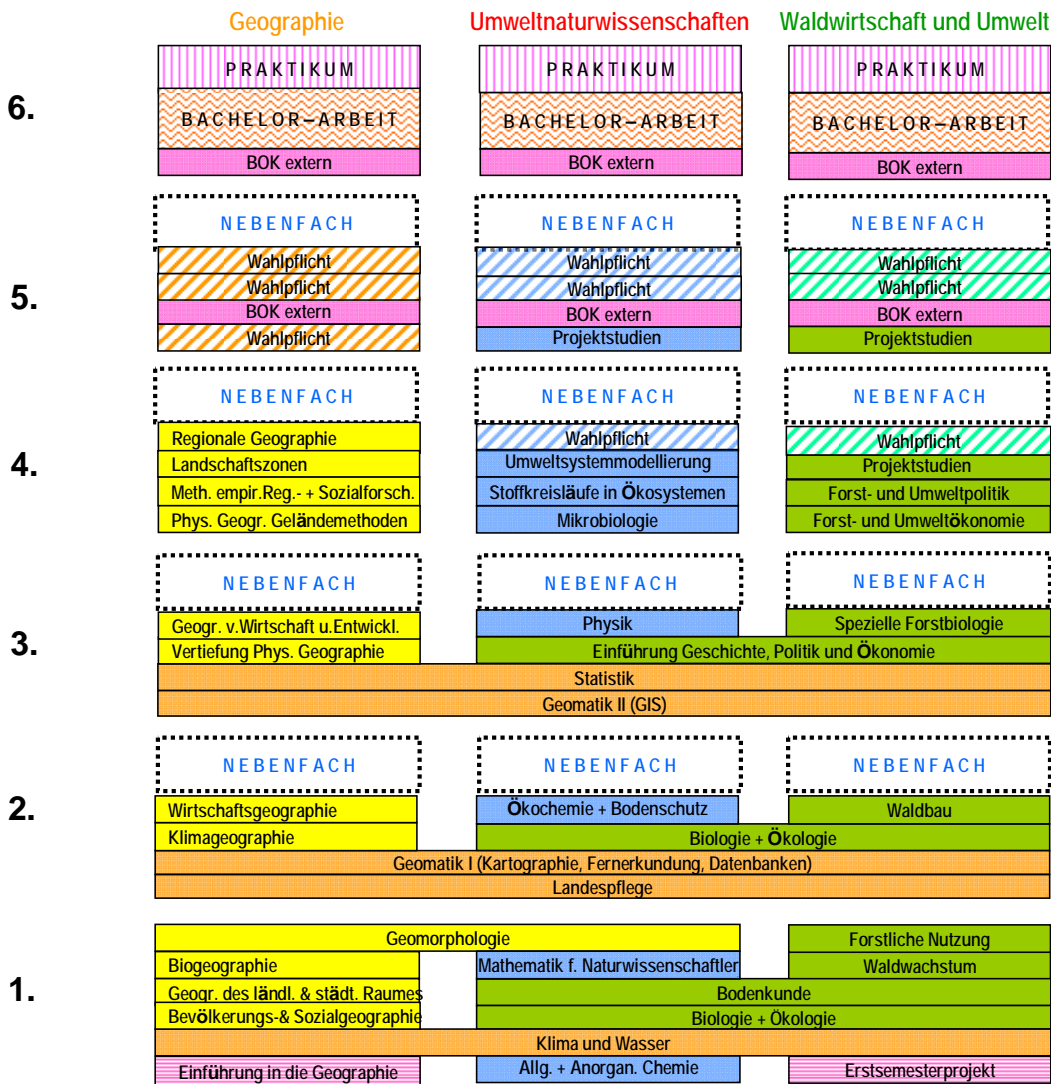 Geographie Umweltnaturwissenschaften Waldwirtschaft und Umwelt
6.
PRAKTIKUM PRAKTIKUM PRAKTIKUM
BACHELOR–ARBEIT BACHELOR–ARBEIT BACHELOR–ARBEIT
BOK extern BOK extern BOK extern
5.
NEBENFACH NEBENFACH NEBENFACH
Wahlpflicht Wahlpflicht Wahlpflicht
Wahlpflicht Wahlpflicht Wahlpflicht
BOK extern BOK extern BOK extern
Wahlpflicht Projektstudien Projektstudien
4.
NEBENFACH NEBENFACH NEBENFACH
Regionale Geographie Wahlpflicht Wahlpflicht
Landschaftszonen Umweltsystemmodellierung Projektstudien
Meth. empir.Reg.- + Sozialforsch. Stoffkreisläufe in Ökosystemen Forst- und Umweltpolitik
Phys. Geogr. Geländemethoden Mikrobiologie Forst- und Umweltökonomie
3.
NEBENFACH NEBENFACH NEBENFACH
Geogr. v.Wirtschaft u.Entwickl. Physik Spezielle Forstbiologie
Vertiefung Phys. Geographie Einführung Geschichte, Politik und Ökonomie
Statistik
Geomatik II (GIS)
2.
NEBENFACH NEBENFACH NEBENFACH
Wirtschaftsgeographie Ökochemie + Bodenschutz Waldbau
Klimageographie Biologie + Ökologie
Geomatik I (Kartographie, Fernerkundung, Datenbanken)
Landespflege
1.
Geomorphologie Forstliche Nutzung
Biogeographie Mathematik f. Naturwissenschaftler Waldwachstum
Geogr. des ländl. & städt. Raumes Bodenkunde
Bevölkerungs-& Sozialgeographie Biologie + Ökologie
Klima und Wasser
Einführung in die Geographie Allg. + Anorgan. Chemie Erstsemesterprojekt